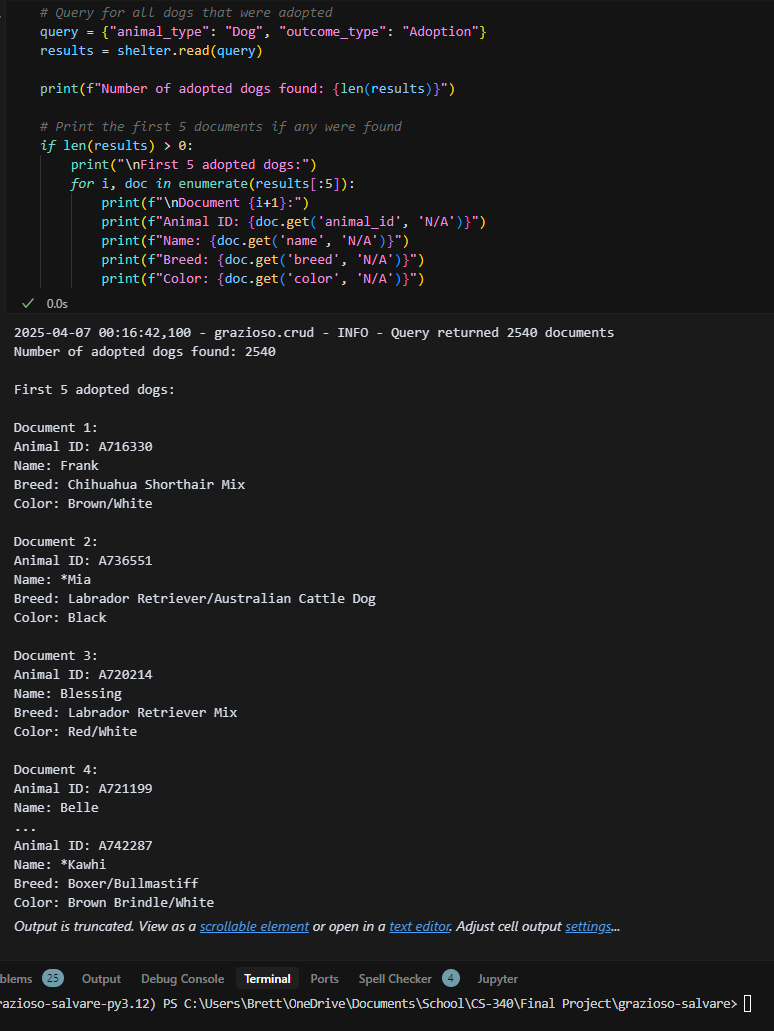 # Query for all dogs that were adopted
query = {"animal_type": "Dog", "outcome_type": "Adoption"}
results = shelter.read(query)
print(f"Number of adopted dogs found: {len(results)}")
# Print the first 5 documents if any were found
if len(results) > 0:
print("\nFirst 5 adopted dogs:")
for i, doc in enumerate(results[:5]):
print(f"\nDocument {i+1}:")
print(f"Animal ID: {doc.get('animal_id', 'N/A')}")
print(f"Name: {doc.get('name', 'N/A')}")
print(f"Breed: {doc.get('breed', 'N/A')}")
print(f"Color: {doc.get('color', 'N/A')}")
0.0s
2025-04-07 00:16:42,100 - grazioso.crud - INFO - Query returned 2540 documents
Number of adopted dogs found: 2540
First 5 adopted dogs:
Document 1:
Animal ID: A716330
Name: Frank
Breed: Chihuahua Shorthair Mix
Color: Brown/White
Document 2:
Animal ID: A736551
Name: *Mia
Breed: Labrador Retriever/Australian Cattle Dog
Color: Black
Document 3:
Animal ID: A720214
Name: Blessing
Breed: Labrador Retriever Mix
Color: Red/White
Document 4:
Animal ID: A721199
Name: Belle
...
Animal ID: A742287
Name: *Kawhi
Breed: Boxer/Bullmastiff
Color: Brown Brindle/White
Output is truncated. View as a scrollable element or open in a text editor. Adjust cell output settings...
blems 25 Output Debug Console Terminal Ports Spell Checker 4 Jupyter
razioso-salvare-py3.12) PS C:\Users\Brett\OneDrive\Documents\School\CS-340\Final Project\grazioso-salvare>